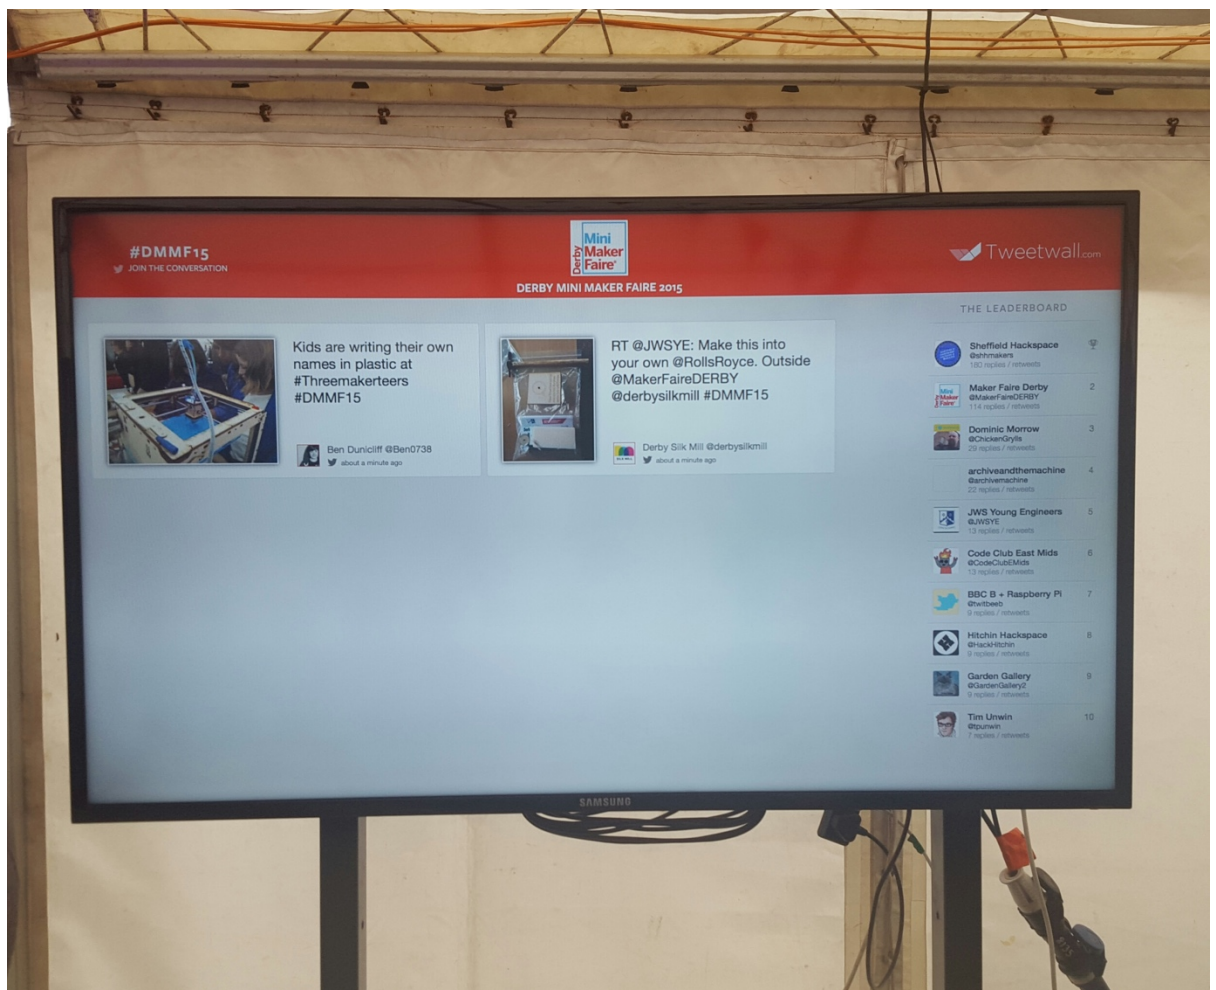 #DMMF15
JOIN THE CONVERSATION
Derby
Mini
Maker
Faire
DERBY MINI MAKER FAIRE 2015
Tweetwall.com
Kids are writing their own
names in plastic at
#Threemakerteers
#DMMF15
Ben Dunicliff @Ben0738
about a minute ago
RT @JWSYE: Make this into
your own @RollsRoyce. Outside
@MakerFaireDERBY
@derbysilkmill #DMMF15
Derby Silk Mill @derbysilkmill
about a minute ago
THE LEADERBOARD
Sheffield Hackspace
@shhmakers
180 replies / retweets
Maker Faire Derby 2
@MakerFaireDERBY
114 replies / retweets
Dominic Morrow 3
@ChickenGrylls
29 replies / retweets
archiveandthemachine 4
@archivemachine
22 replies / retweets
JWS Young Engineers 5
@JWSYE
13 replies / retweets
Code Club East Mids 6
@CodeClubEMids
13 replies / retweets
BBC B + Raspberry Pi 7
@twitbeeb
9 replies / retweets
Hitchin Hackspace 8
@HackHitchin
9 replies / retweets
Garden Gallery 9
@GardenGallery2
9 replies / retweets
Tim Unwin 10
@tpunwin
7 replies / retweets
SAMSUNG